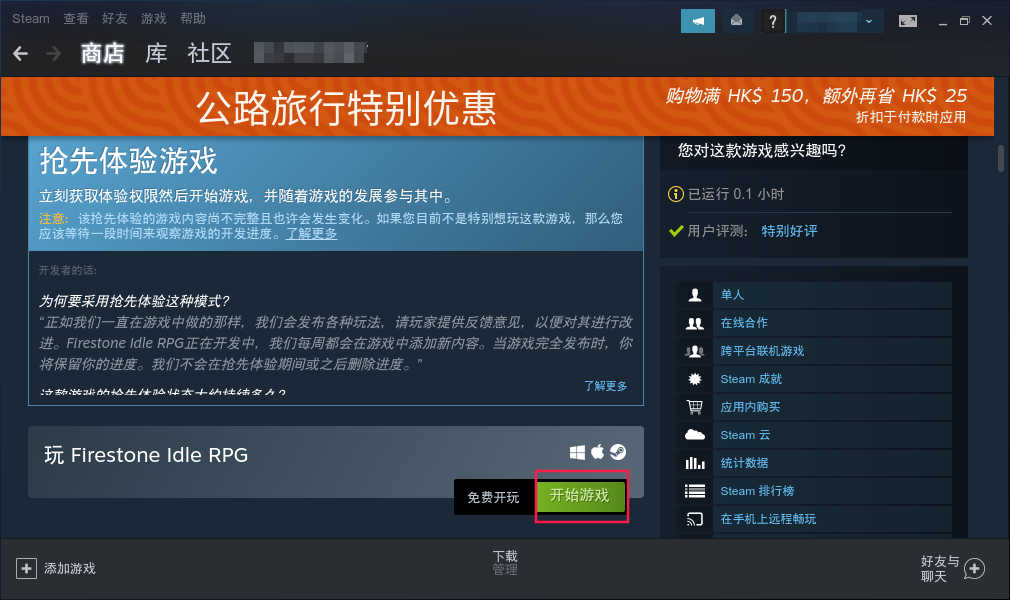 Steam 查看 好友 游戏 帮助
?
商店 库 社区
公路旅行特别优惠
购物满 HK$ 150，额外再省 HK$ 25
折扣于付款时应用
抢先体验游戏
立刻获取体验权限然后开始游戏，并随着游戏的发展参与其中。
注意：该抢先体验的游戏内容尚不完整且也许会发生变化。如果您目前不是特别想玩这款游戏，那么您
应该等待一段时间来观察游戏的开发进度。了解更多
开发者的话:
为何要采用抢先体验这种模式？
“正如我们一直在游戏中做的那样，我们会发布各种玩法，请玩家提供反馈意见，以便对其进行改
进。Firestone Idle RPG正在开发中，我们每周都会在游戏中添加新内容。当游戏完全发布时，你
将保留你的进度。我们不会在抢先体验期间或之后删除进度。”
这款游戏的抢先体验状态大约持续多久？
了解更多
玩 Firestone Idle RPG
免费开玩
开始游戏
您对这款游戏感兴趣吗?
已运行 0.1 小时
用户评测: 特别好评
单人
在线合作
跨平台联机游戏
Steam 成就
应用内购买
Steam 云
统计数据
Steam 排行榜
在手机上远程畅玩
添加游戏
下载
管理
好友与
聊天